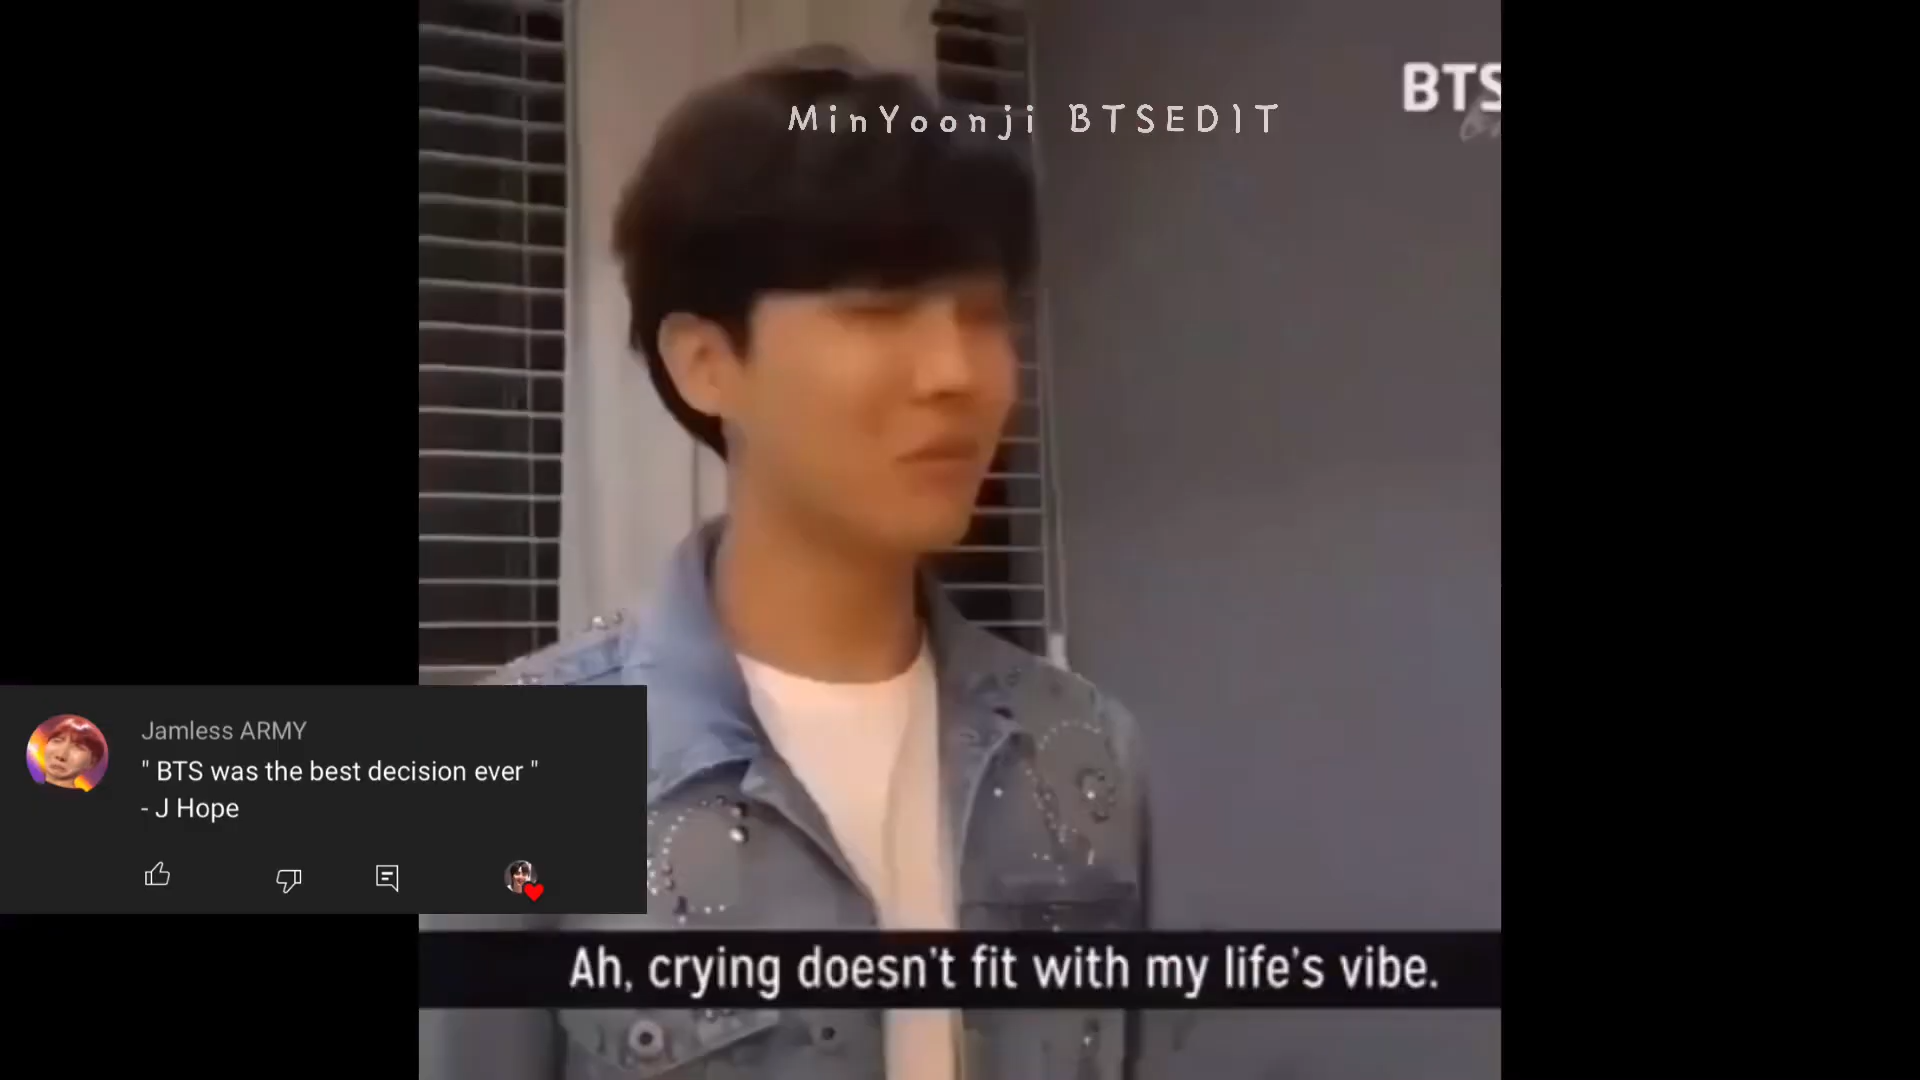 MinYoonji BTSEDIT
BTS
Jamless ARMY
" BTS was the best decision ever "
- J Hope
Ah, crying doesn't fit with my life's vibe.